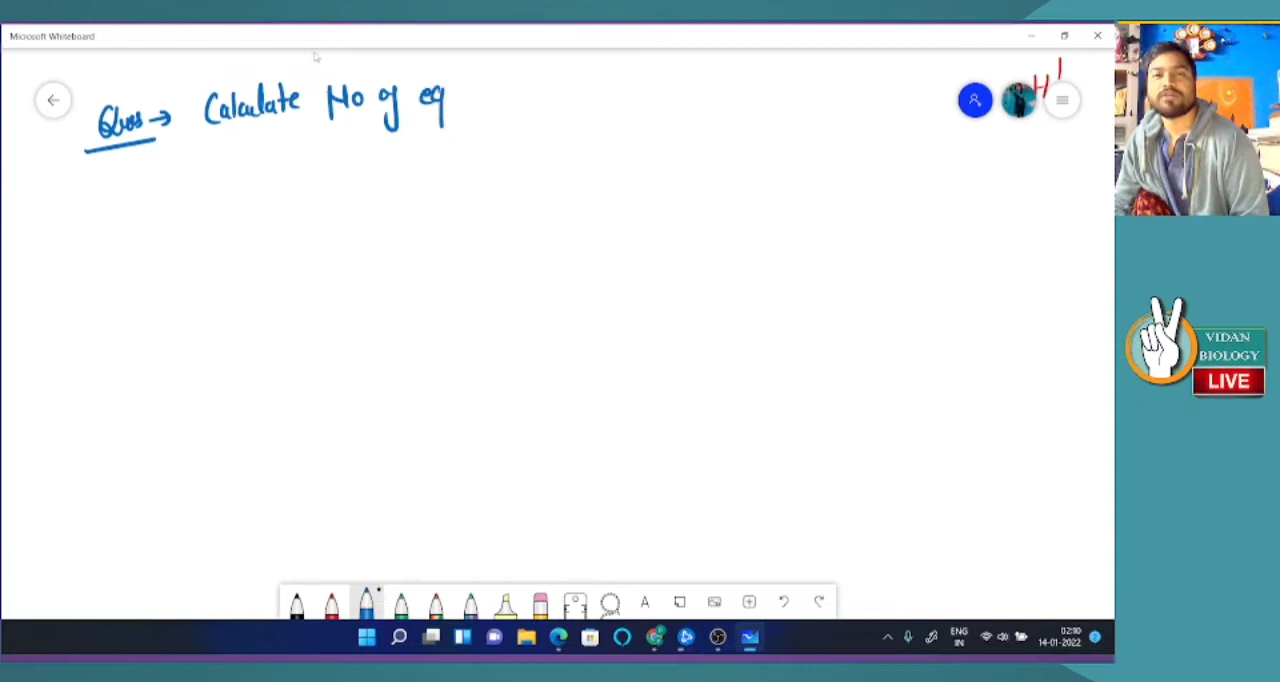 Microsoft Whiteboard
Ques → Calculate No of eq
H'
VIDAN
BIOLOGY
LIVE
A
ENG
IN
02:10
14-01-2022